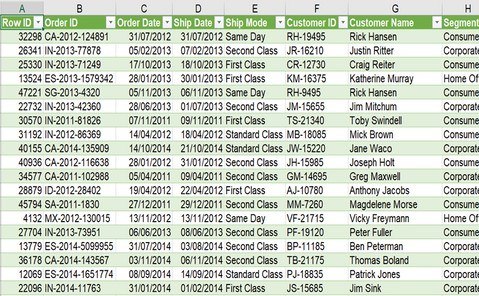 A B C D E F G H
Row ID Order ID Order Date Ship Date Ship Mode Customer ID Customer Name Segment
32298 CA-2012-124891 31/07/2012 31/07/2012 Same Day RH-19495 Rick Hansen Consume
26341 IN-2013-77878 05/02/2013 07/02/2013 Second Class JR-16210 Justin Ritter Corporate
25330 IN-2013-71249 17/10/2013 18/10/2013 First Class CR-12730 Craig Reiter Consume
13524 ES-2013-1579342 28/01/2013 30/01/2013 First Class KM-16375 Katherine Murray Home Of
47221 SG-2013-4320 05/11/2013 06/11/2013 Same Day RH-9495 Rick Hansen Consume
22732 IN-2013-42360 28/06/2013 01/07/2013 Second Class JM-15655 Jim Mitchum Corporate
30570 IN-2011-81826 07/11/2011 09/11/2011 First Class TS-21340 Toby Swindell Consume
31192 IN-2012-86369 14/04/2012 18/04/2012 Standard Class MB-18085 Mick Brown Consume
40155 CA-2014-135909 14/10/2014 21/10/2014 Standard Class JW-15220 Jane Waco Corporate
40936 CA-2012-116638 28/01/2012 31/01/2012 Second Class JH-15985 Joseph Holt Consume
34577 CA-2011-102988 05/04/2011 09/04/2011 Second Class GM-14695 Greg Maxwell Corporate
28879 ID-2012-28402 19/04/2012 22/04/2012 First Class AJ-10780 Anthony Jacobs Corporate
45794 SA-2011-1830 27/12/2011 29/12/2011 Second Class MM-7260 Magdelene Morse Consume
4132 MX-2012-130015 13/11/2012 13/11/2012 Same Day VF-21715 Vicky Freymann Home Of
27704 IN-2013-73951 06/06/2013 08/06/2013 Second Class PF-19120 Peter Fuller Consume
13779 ES-2014-5099955 31/07/2014 03/08/2014 Second Class BP-11185 Ben Peterman Corporate
36178 CA-2014-143567 03/11/2014 06/11/2014 Second Class TB-21175 Thomas Boland Corporate
12069 ES-2014-1651774 08/09/2014 14/09/2014 Standard Class PJ-18835 Patrick Jones Corporate
22096 IN-2014-11763 31/01/2014 01/02/2014 First Class JS-15685 Jim Sink Corporate